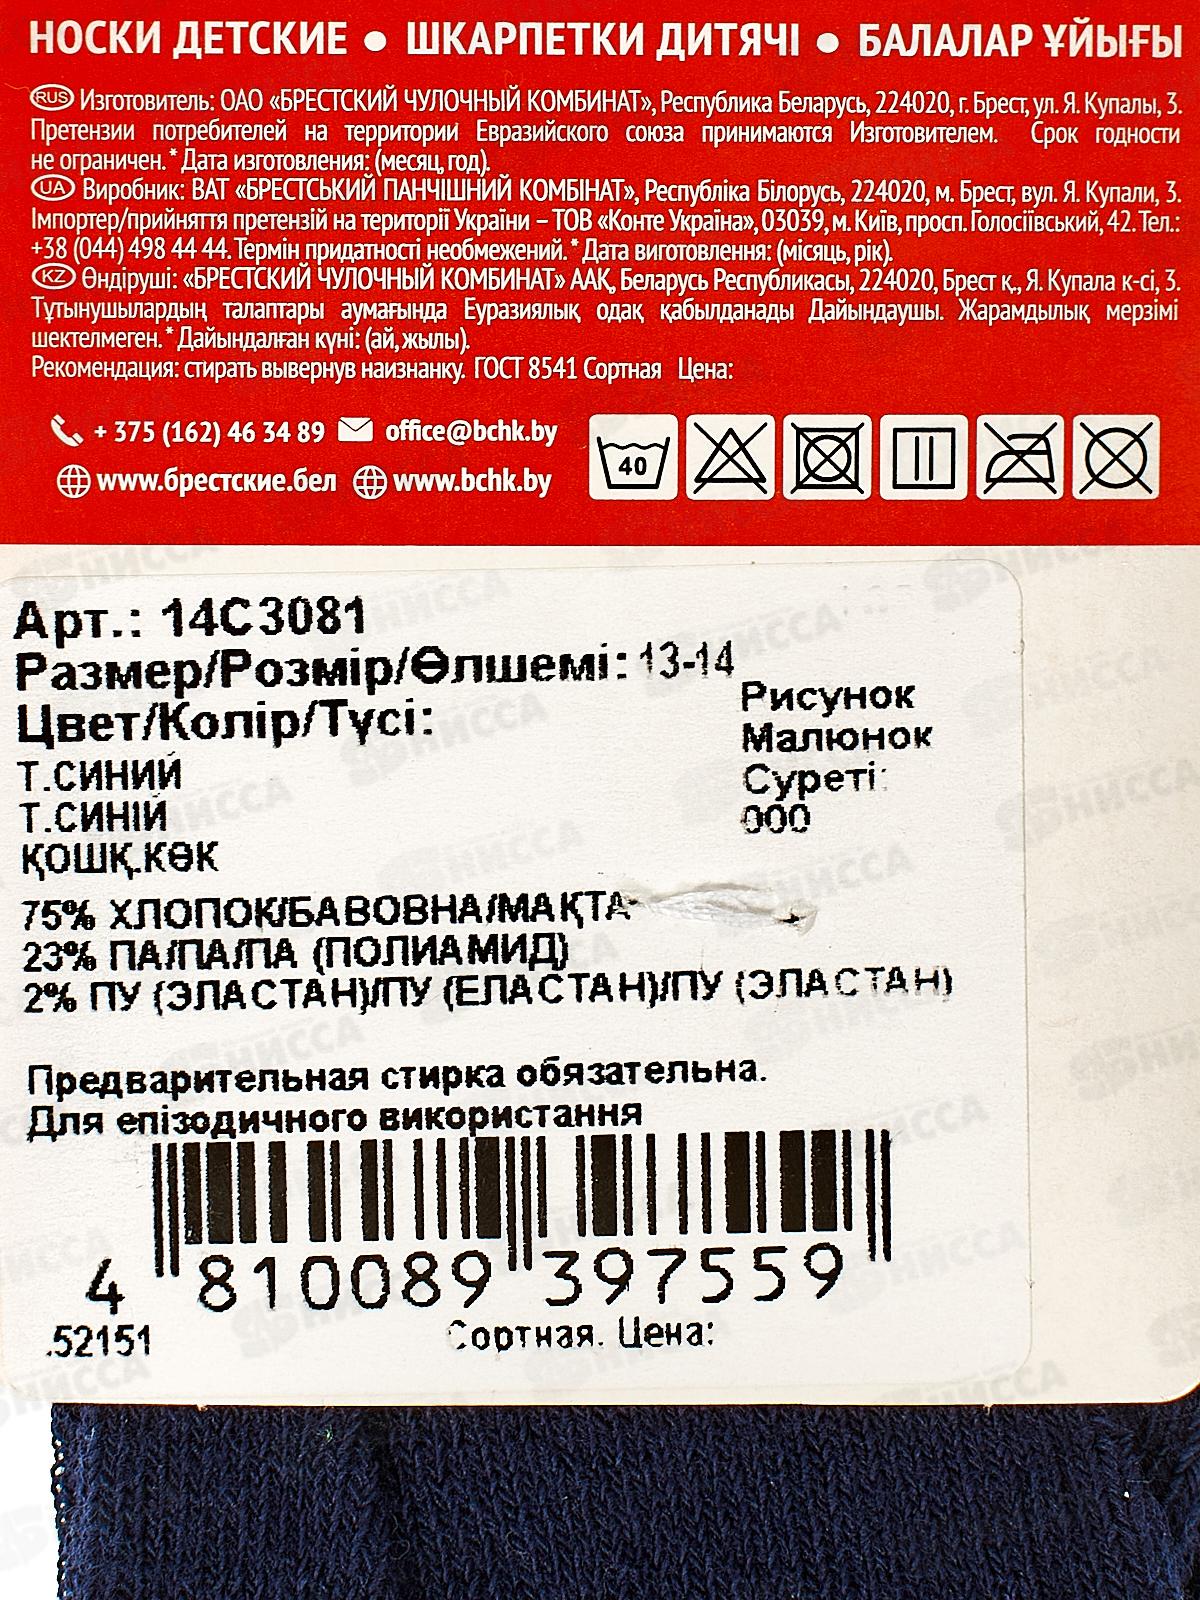 НОСКИ ДЕТСКИЕ • ШКАРПЕТКИ ДИТЯЧІ • БАЛАЛАР ҰЙЫҒЫ
RUS Изготовитель: ОАО «БРЕСТСКИЙ ЧУЛОЧНЫЙ КОМБИНАТ», Республика Беларусь, 224020, г. Брест, ул. Я. Купалы, 3.
Претензии потребителей на территории Евразийского союза принимаются Изготовителем. Срок годности
не ограничен. * Дата изготовления: (месяц, год).
UA Виробник: ВАТ «БРЕСТСЬКИЙ ПАНЧІШНИЙ КОМБІНАТ», Республіка Білорусь, 224020, м. Брест, вул. Я. Купали, 3.
Імпортер/прийняття претензій на території України – ТОВ «Конте Україна», 03039, м. Київ, просп. Голосіївський, 42. Тел.:
+38 (044) 498 44 44. Термін придатності необмежений. * Дата виготовлення: (місяць, рік).
KZ Өндіруші: «БРЕСТСКИЙ ЧУЛОЧНЫЙ КОМБИНАТ» ААҚ, Беларусь Республикасы, 224020, Брест қ., Я. Купала к-сі, 3.
Тұтынушылардың талаптары аумағында Еуразиялық одақ қабылданады Дайындаушы. Жарамдылық мерзімі
шектелмеген. * Дайындалған күні: (ай, жылы).
Рекомендация: стирать вывернув наизнанку. ГОСТ 8541 Сортная Цена:
+ 375 (162) 46 34 89 office@bchk.by
www.брестские.бел www.bchk.by
40
Арт.: 14С3081
Размер/Розмір/Өлшемі: 13-14
Цвет/Колір/Түсі:
Рисунок
Малюнок
Суреті:
000
Т.СИНИЙ
Т.СИНІЙ
ҚОШҚ.КӨК
75% ХЛОПОК/БАВОВНА/МАҚТА
23% ПА/ПА/ПА (ПОЛИАМИД)
2% ПУ (ЭЛАСТАН)/ПУ (ЕЛАСТАН)/ПУ (ЭЛАСТАН)
Предварительная стирка обязательна.
Для епізодичного використання
4 810089 397559
.52151 Сортная. Цена:
НИССА